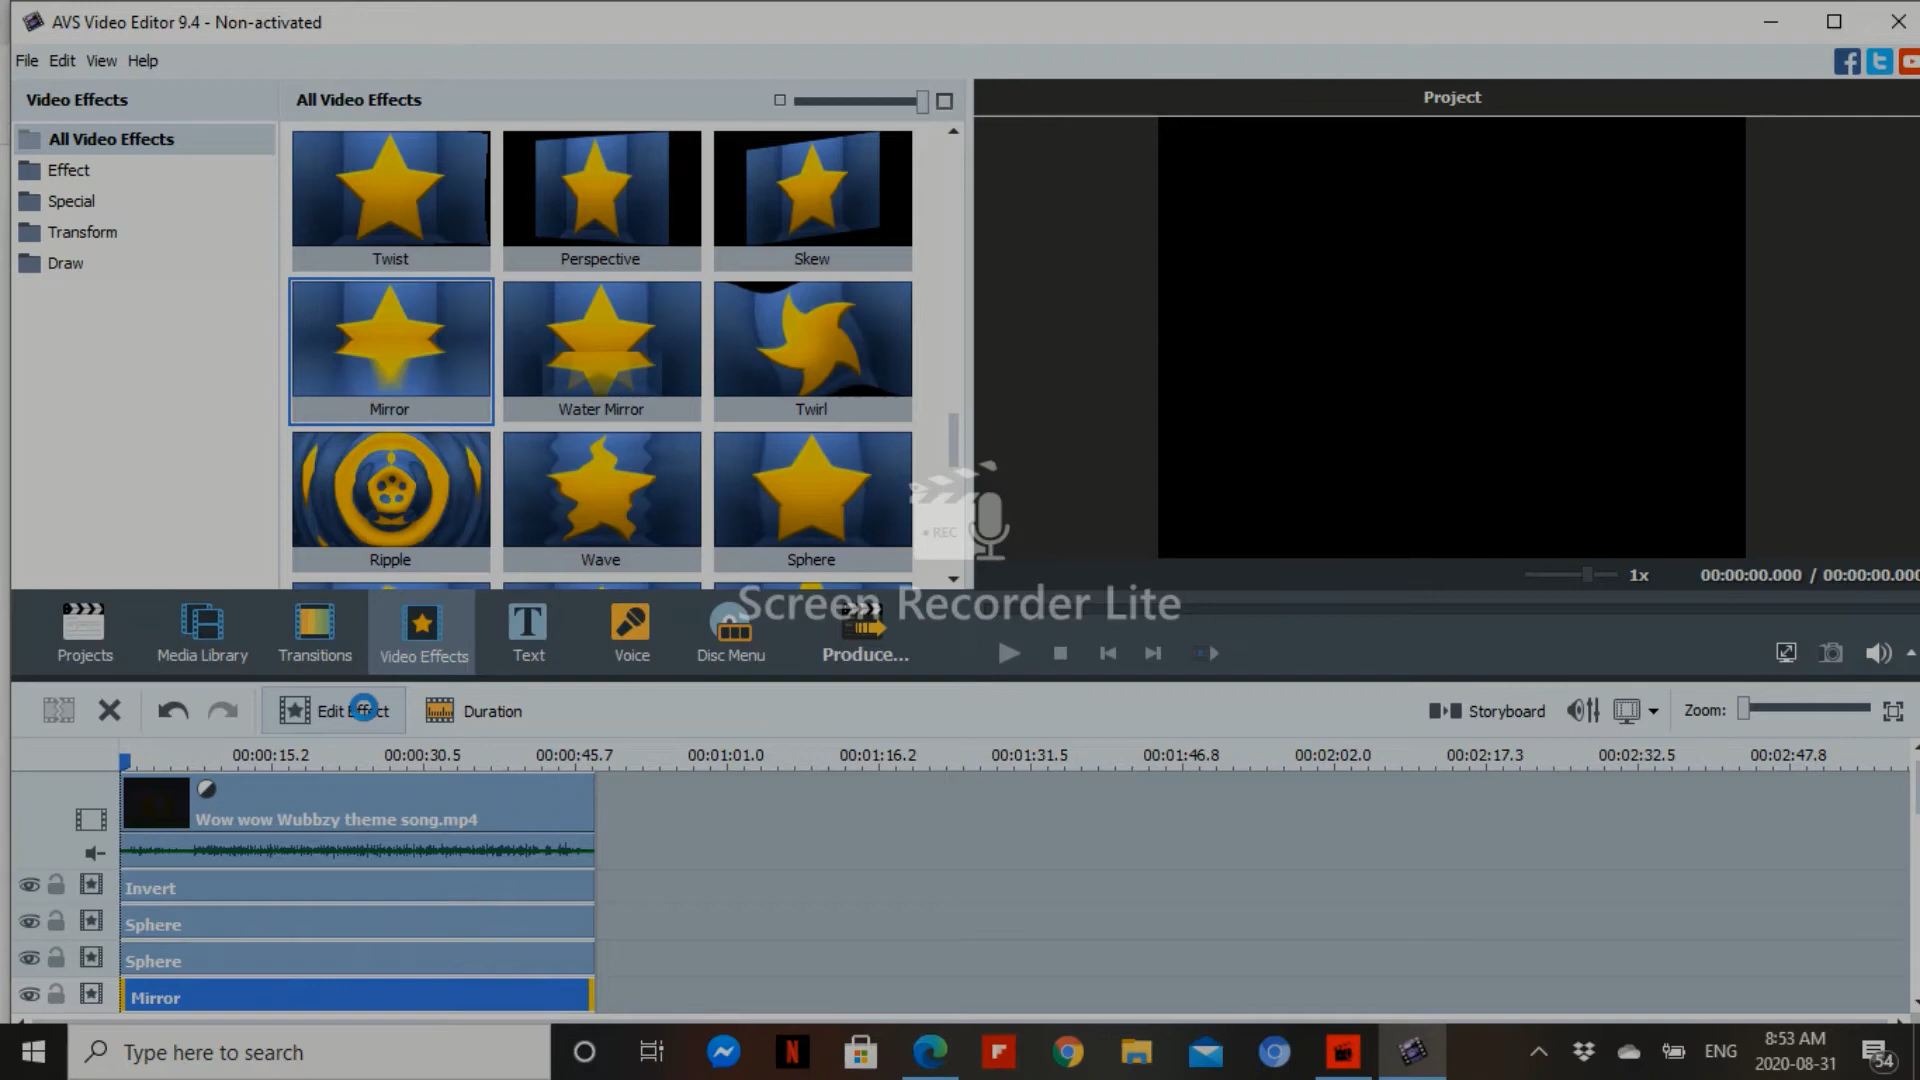 AVS Video Editor 9.4 - Non-activated
File Edit View Help
Video Effects
All Video Effects
Project
All Video Effects
Effect
Special
Transform
Draw
Twist Perspective Skew
Mirror Water Mirror Twirl
Ripple Wave Sphere
REC
Screen Recorder Lite
1x 00:00:00.000 / 00:00:00.000
Projects Media Library Transitions Video Effects Text Voice Disc Menu Produce...
Edit Effect Duration Storyboard Zoom:
00:00:15.2 00:00:30.5 00:00:45.7 00:01:01.0 00:01:16.2 00:01:31.5 00:01:46.8 00:02:02.0 00:02:17.3 00:02:32.5 00:02:47.8
Wow wow Wubbzy theme song.mp4
Invert
Sphere
Sphere
Mirror
Type here to search
ENG
8:53 AM
2020-08-31
54